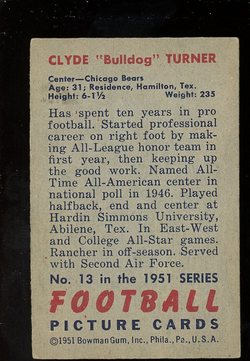 CLYDE "Bulldog" TURNER
Center—Chicago Bears
Age: 31; Residence, Hamilton, Tex.
Height: 6-1½ Weight: 235
Has spent ten years in pro
football. Started professional
career on right foot by mak-
ing All-League honor team in
first year, then keeping up
the good work. Named All-
Time All-American center in
national poll in 1946. Played
halfback, end and center at
Hardin Simmons University,
Abilene, Tex. In East-West
and College All-Star games.
Rancher in off-season. Served
with Second Air Force.
No. 13 in the 1951 SERIES
FOOTBALL
PICTURE CARDS
©1951 Bowman Gum, Inc., Phila., Pa., U.S.A.